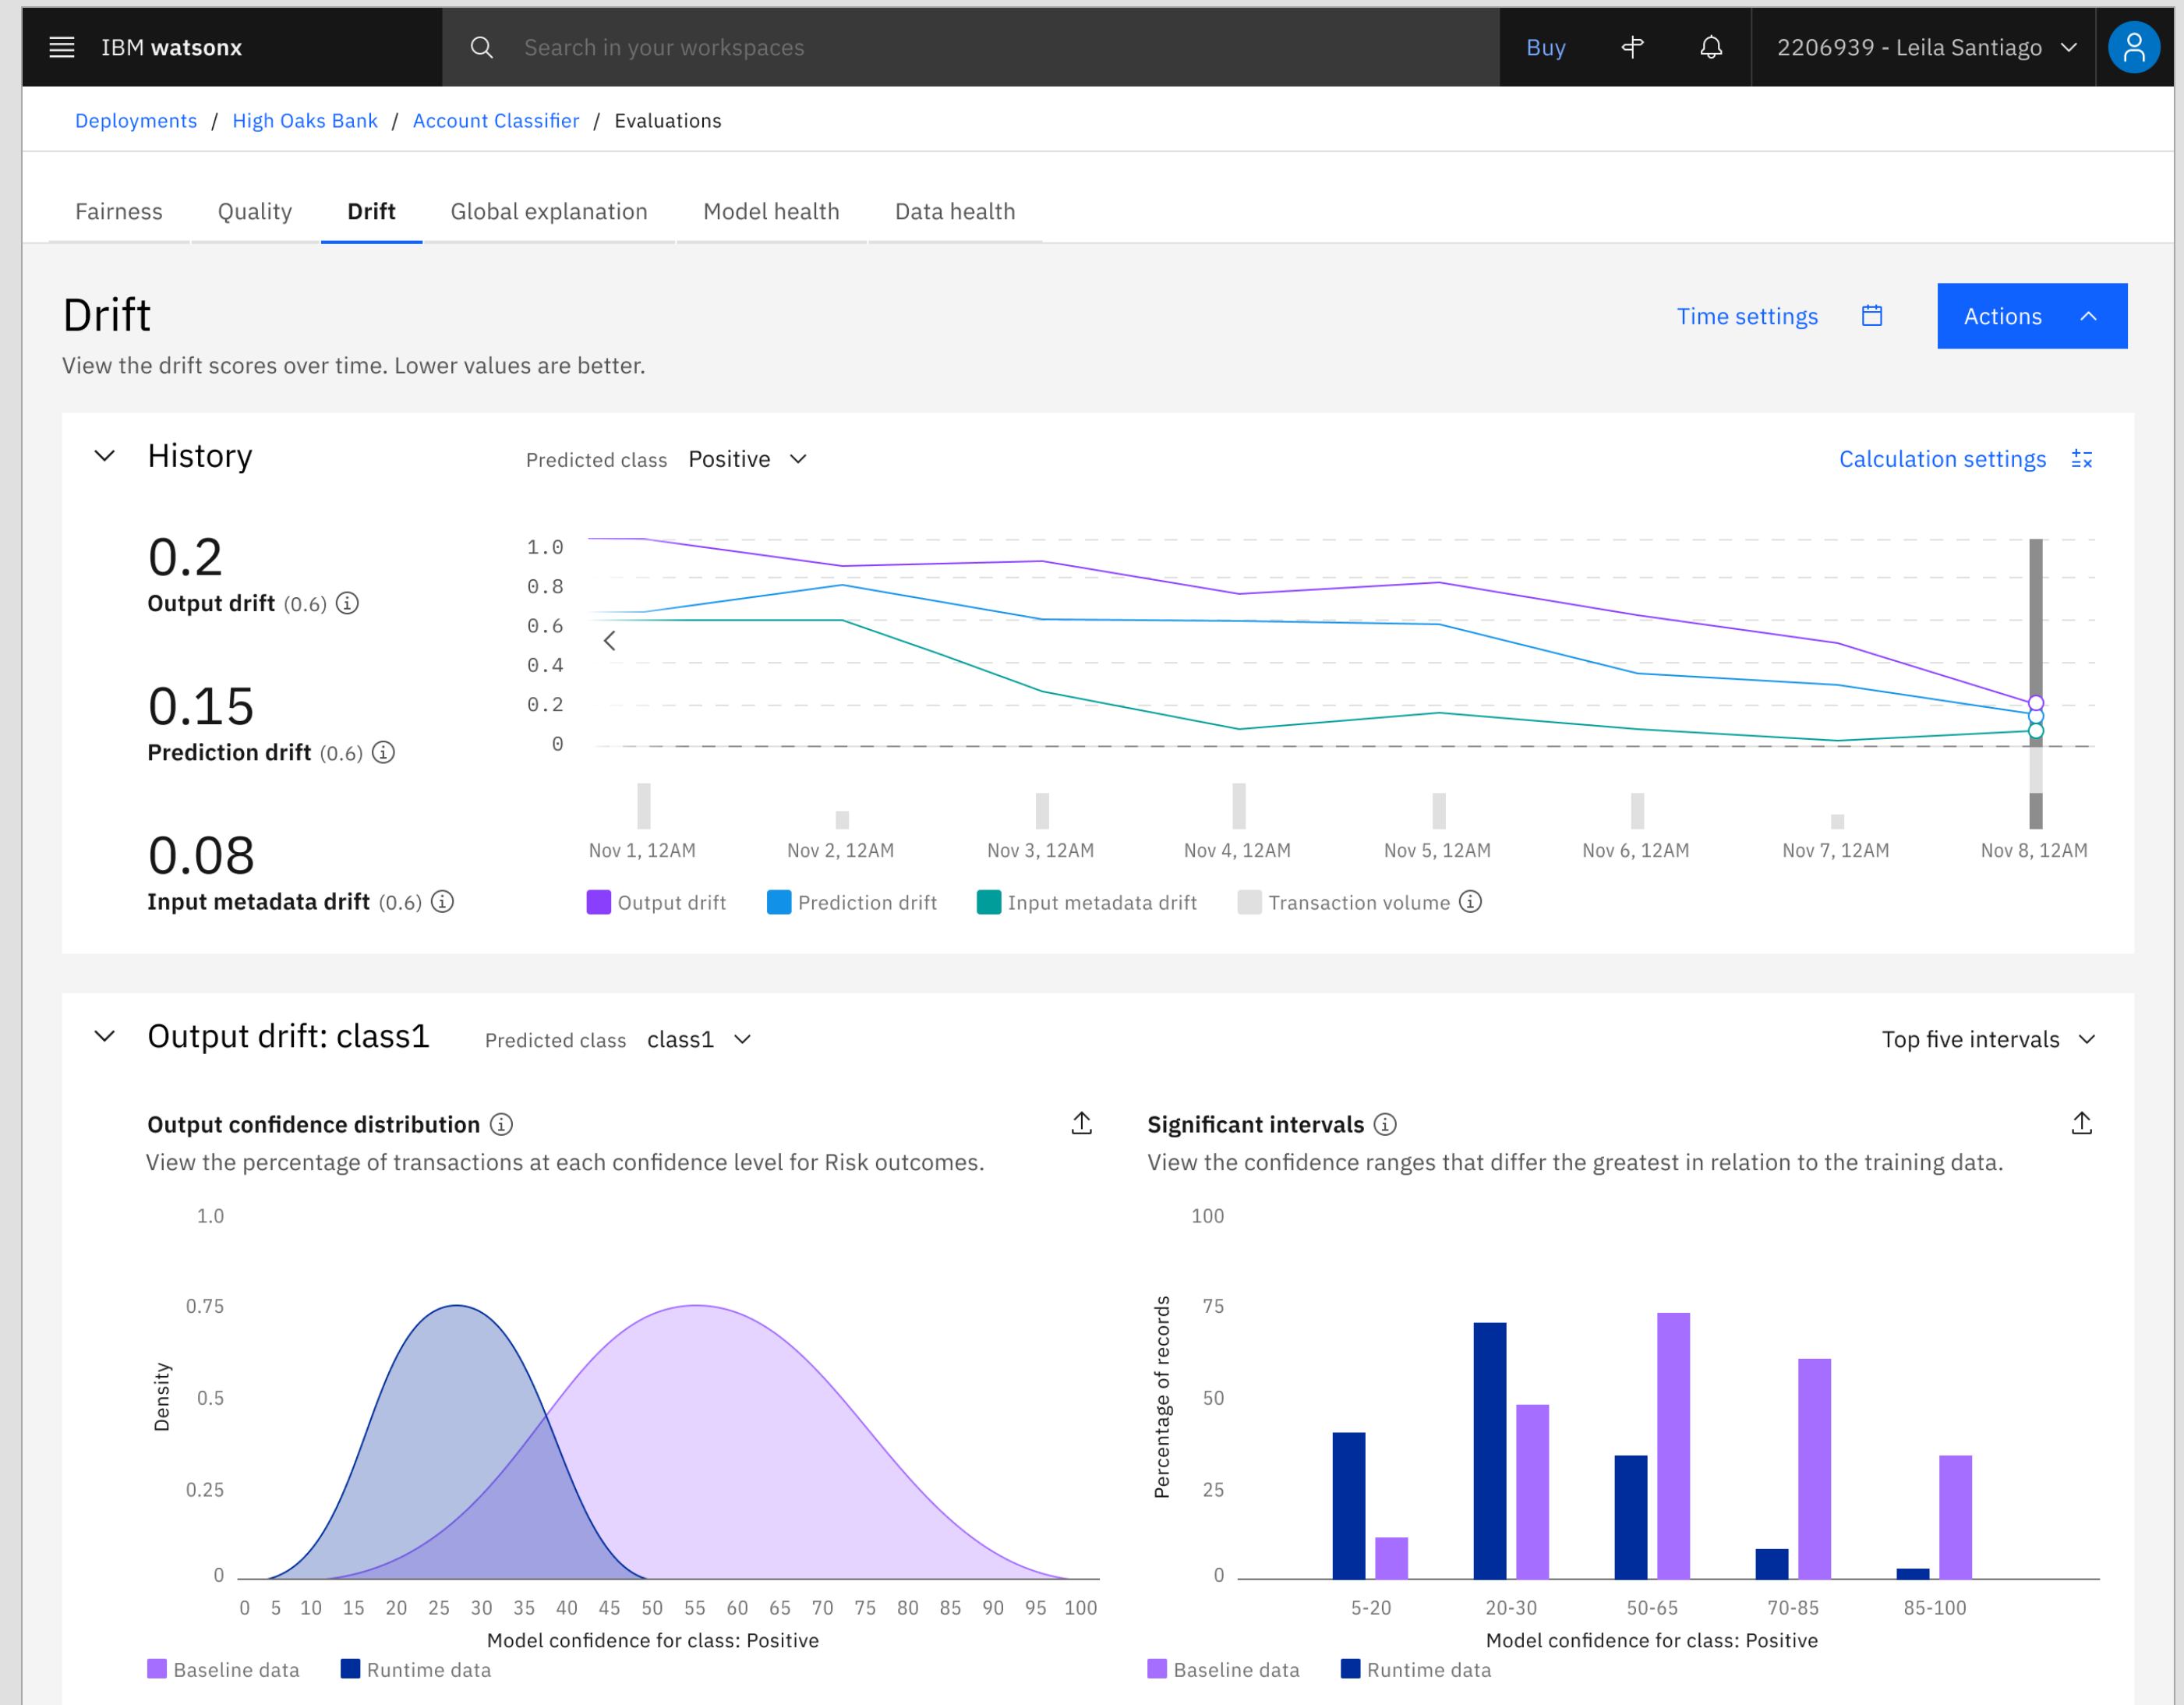 IBM watsonx
Search in your workspaces
Buy
2206939 - Leila Santiago
Deployments / High Oaks Bank / Account Classifier / Evaluations
Fairness Quality Drift Global explanation Model health Data health
Drift
Time settings
Actions
View the drift scores over time. Lower values are better.
History
Predicted class Positive
Calculation settings
0.2
Output drift (0.6)
0.15
Prediction drift (0.6)
0.08
Input metadata drift (0.6)
1.0
0.8
0.6
0.4
0.2
0
Nov 1, 12AM Nov 2, 12AM Nov 3, 12AM Nov 4, 12AM Nov 5, 12AM Nov 6, 12AM Nov 7, 12AM Nov 8, 12AM
Output drift Prediction drift Input metadata drift Transaction volume
Output drift: class1
Predicted class class1
Top five intervals
Output confidence distribution
View the percentage of transactions at each confidence level for Risk outcomes.
1.0
0.75
0.5
0.25
0
Density
0 5 10 15 20 25 30 35 40 45 50 55 60 65 70 75 80 85 90 95 100
Model confidence for class: Positive
Baseline data Runtime data
Significant intervals
View the confidence ranges that differ the greatest in relation to the training data.
100
75
50
25
0
Percentage of records
5-20 20-30 50-65 70-85 85-100
Model confidence for class: Positive
Baseline data Runtime data